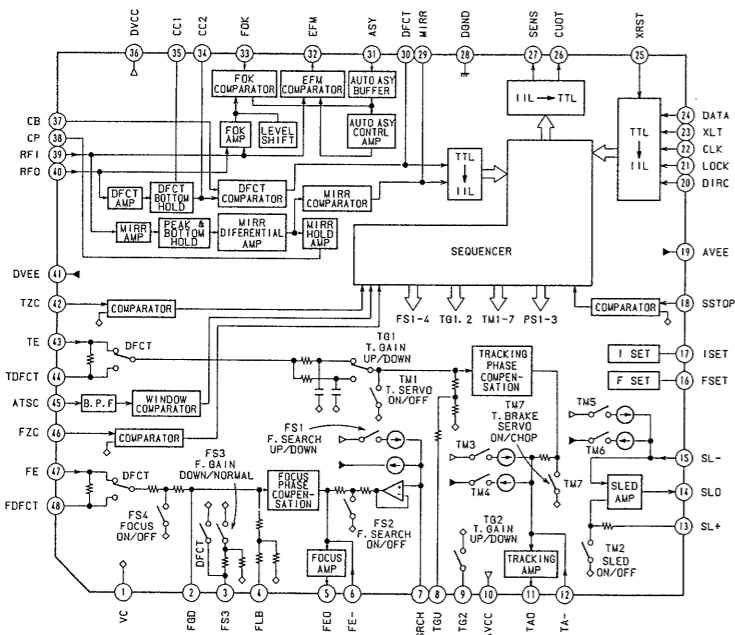 DVCC
CC1
CC2
FOK
EFM
ASY
DFCT
MIRR
DGND
SENS
CUOT
XRST
36
35
34
33
32
31
30
29
28
27
26
25
FOK
COMPARATOR
EFM
COMPARATOR
AUTO ASY
BUFFER
IIL → TTL
CB
37
CP
38
RFI
39
RFO
40
FOK
AMP
LEVEL
SHIFT
AUTO ASY
CONTRL
AMP
TTL
↓
IIL
TTL
↓
IIL
24
DATA
23
XLT
22
CLK
21
LOCK
20
DIRC
DFCT
AMP
DFCT
BOTTOM
HOLD
DFCT
COMPARATOR
MIRR
COMPARATOR
MIRR
AMP
PEAK &
BOTTOM
HOLD
MIRR
DIFERENTIAL
AMP
MIRR
HOLD
AMP
SEQUENCER
19
AVEE
DVEE
41
TZC
42
COMPARATOR
FS1-4
TG1. 2
TM1-7
PS1-3
COMPARATOR
18
SSTOP
TE
43
DFCT
TDFCT
44
TG1
T. GAIN
UP/DOWN
TM1
T. SERVO
ON/OFF
TRACKING
PHASE
COMPEN-
SATION
I SET
17
ISET
F SET
16
FSET
ATSC
45
B.P.F
WINDOW
COMPARATOR
FZC
46
COMPARATOR
FS1
F. SEARCH
UP/DOWN
TM7
T. BRAKE
SERVO
ON/CHOP
TM5
TM6
15
SL-
FE
47
DFCT
FDFCT
48
FS3
F. GAIN
DOWN/NORMAL
FOCUS
PHASE
COMPEN-
SATION
TM3
TM4
TM7
SLED
AMP
14
SLO
13
SL+
FS4
FOCUS
ON/OFF
DFCT
FS2
F. SEARCH
ON/OFF
TG2
T. GAIN
UP/DOWN
TM2
SLED
ON/OFF
FOCUS
AMP
TRACKING
AMP
1
2
3
4
5
6
7
8
9
10
11
12
VC
FGD
FS3
FLB
FEO
FE-
SRCH
TGU
TG2
AVCC
TAO
TA-